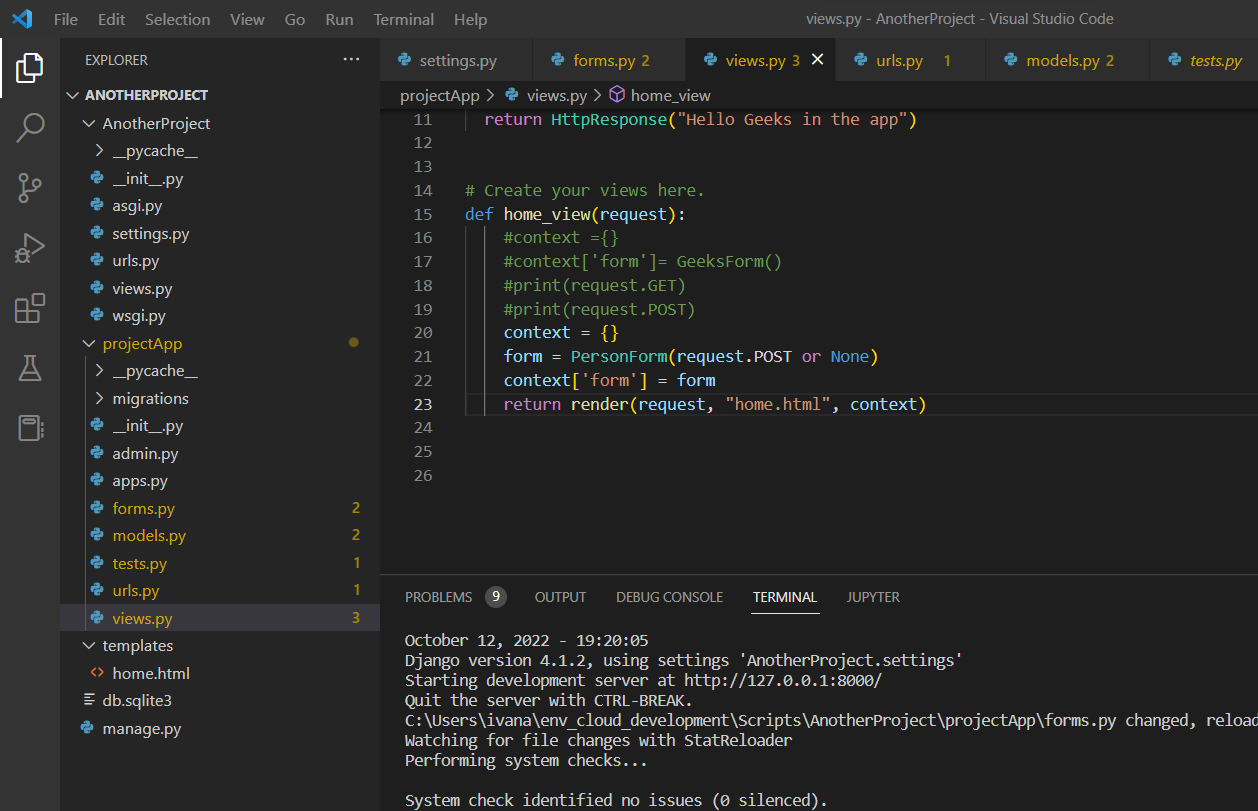 File Edit Selection View Go Run Terminal Help
views.py - AnotherProject - Visual Studio Code
EXPLORER
ANOTHERPROJECT
AnotherProject
__pycache__
__init__.py
asgi.py
settings.py
urls.py
views.py
wsgi.py
projectApp
__pycache__
migrations
__init__.py
admin.py
apps.py
forms.py 2
models.py 2
tests.py 1
urls.py 1
views.py 3
templates
home.html
db.sqlite3
manage.py
settings.py forms.py 2 views.py 3 urls.py 1 models.py 2 tests.py
projectApp > views.py > home_view
11 return HttpResponse("Hello Geeks in the app")
12
13
14 # Create your views here.
15 def home_view(request):
16 #context ={}
17 #context['form']= GeeksForm()
18 #print(request.GET)
19 #print(request.POST)
20 context = {}
21 form = PersonForm(request.POST or None)
22 context['form'] = form
23 return render(request, "home.html", context)
24
25
26
PROBLEMS 9 OUTPUT DEBUG CONSOLE TERMINAL JUPYTER
October 12, 2022 - 19:20:05
Django version 4.1.2, using settings 'AnotherProject.settings'
Starting development server at http://127.0.0.1:8000/
Quit the server with CTRL-BREAK.
C:\Users\ivana\env_cloud_development\Scripts\AnotherProject\projectApp\forms.py changed, reload
Watching for file changes with StatReloader
Performing system checks...
System check identified no issues (0 silenced).